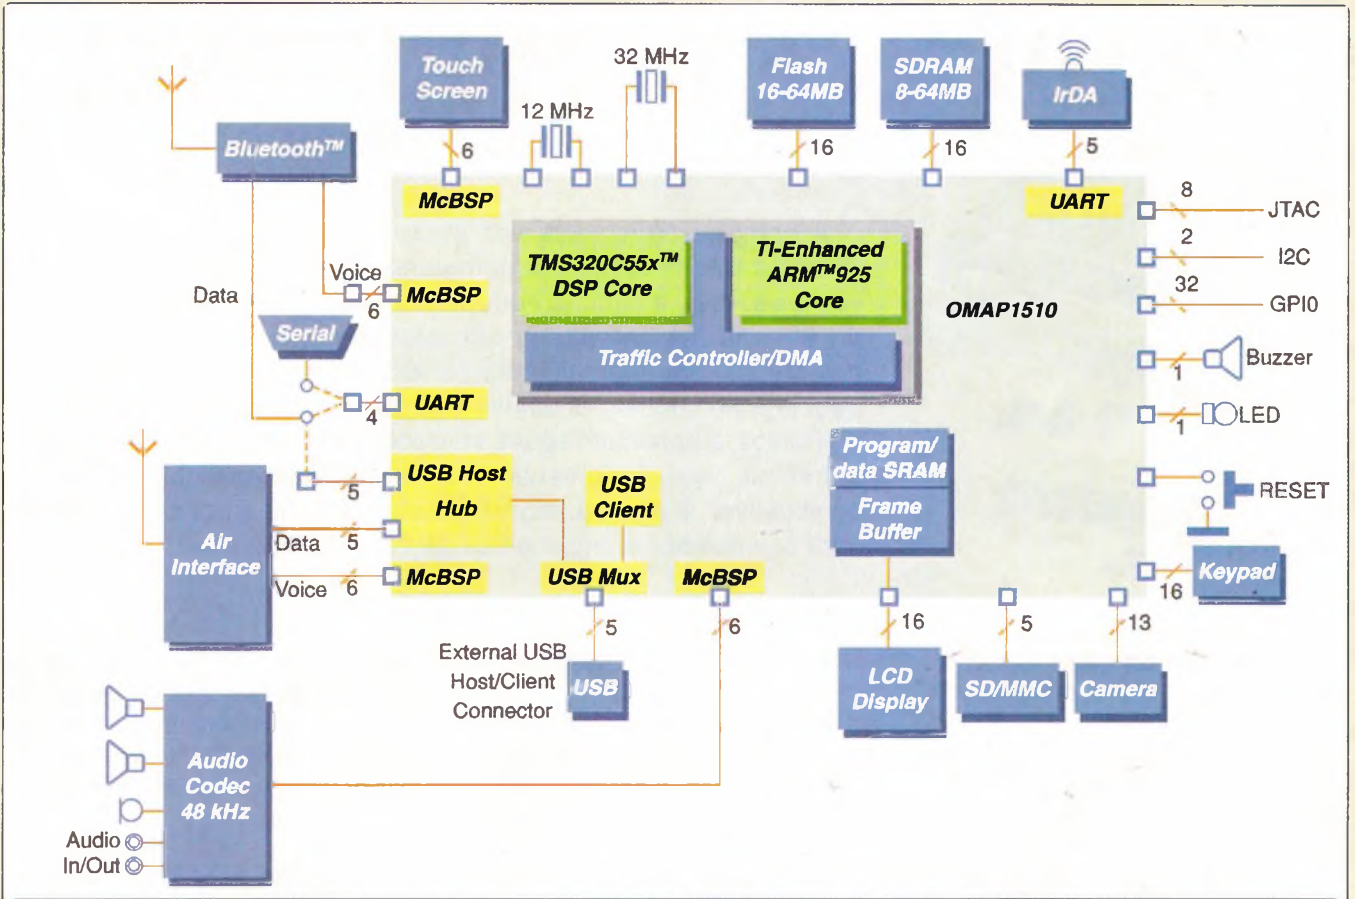 Touch
Screen
32 MHz
12 MHz
Flash
16-64MB
SDRAM
8-64MB
IrDA
Bluetooth™
6
16
16
5
McBSP
UART
8
JTAC
2
I2C
32
GPI0
TMS320C55x™
DSP Core
TI-Enhanced
ARM™925
Core
OMAP1510
Traffic Controller/DMA
Voice
6
McBSP
Data
Serial
4
UART
Buzzer
1
LED
1
RESET
Keypad
16
Program/
data SRAM
Frame
Buffer
USB Host
Hub
5
USB
Client
Air
Interface
Data
5
Voice
6
McBSP
USB Mux
McBSP
5
6
16
5
13
External USB
Host/Client
Connector
USB
LCD
Display
SD/MMC
Camera
Audio
Codec
48 kHz
Audio
In/Out